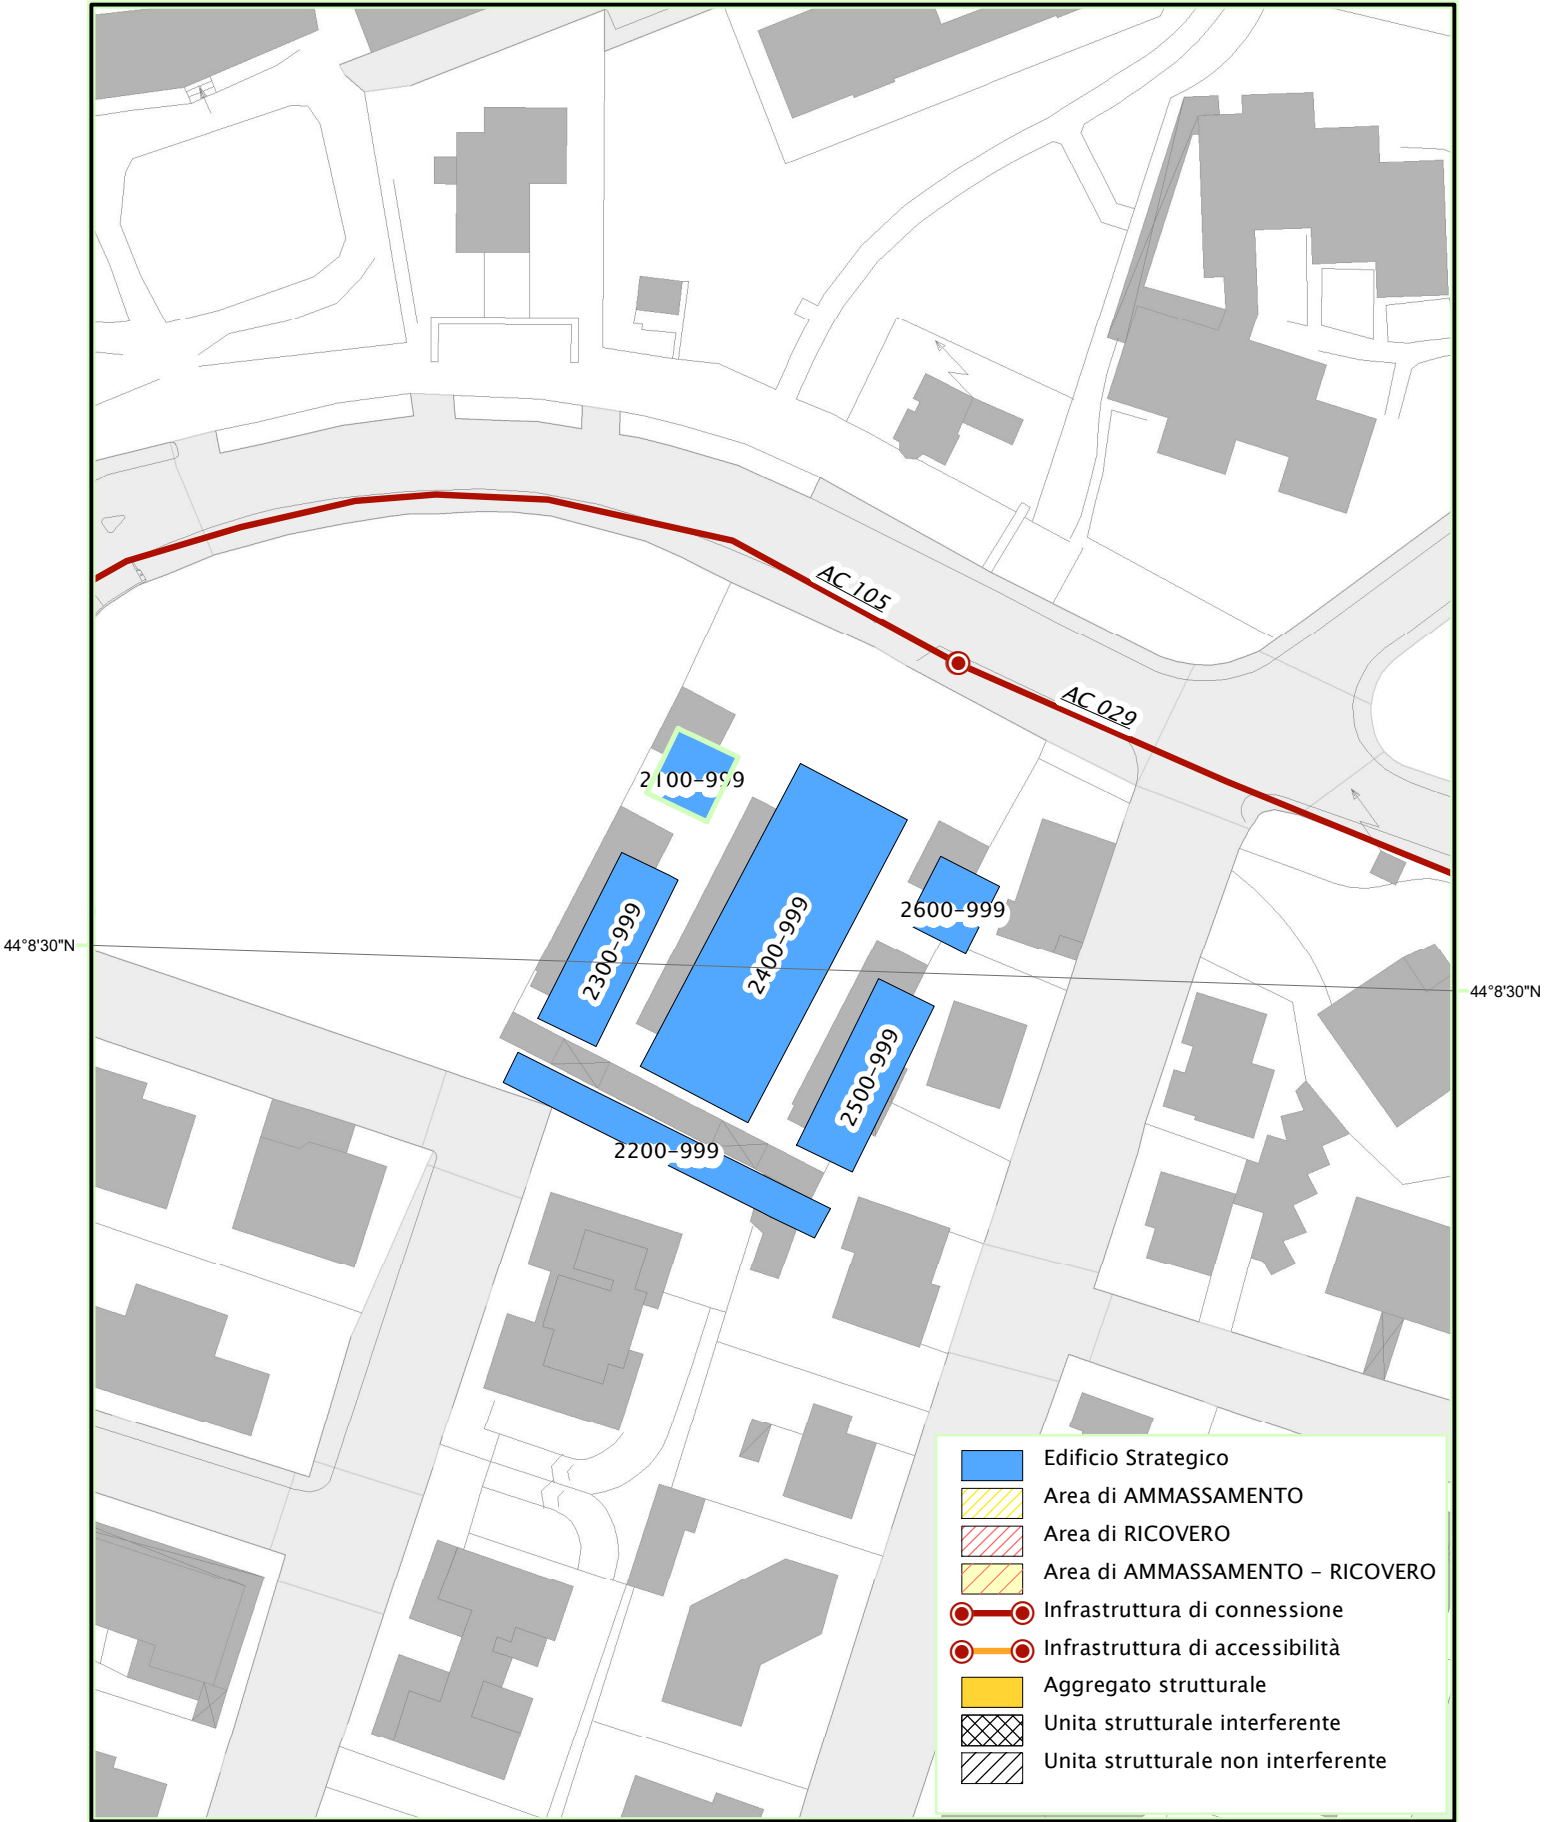 AC 105
AC 029
2100-999
2600-999
2300-999
2400-999
44°8'30"N
44°8'30"N
2500-999
2200-999
Edificio Strategico
Area di AMMASSAMENTO
Area di RICOVERO
Area di AMMASSAMENTO - RICOVERO
Infrastruttura di connessione
Infrastruttura di accessibilità
Aggregato strutturale
Unita strutturale interferente
Unita strutturale non interferente